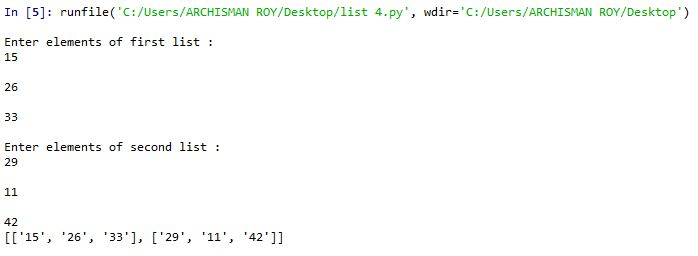 In [5]: runfile('C:/Users/ARCHISMAN ROY/Desktop/list 4.py', wdir='C:/Users/ARCHISMAN ROY/Desktop')
Enter elements of first list :
15
26
33
Enter elements of second list :
29
11
42
[['15', '26', '33'], ['29', '11', '42']]